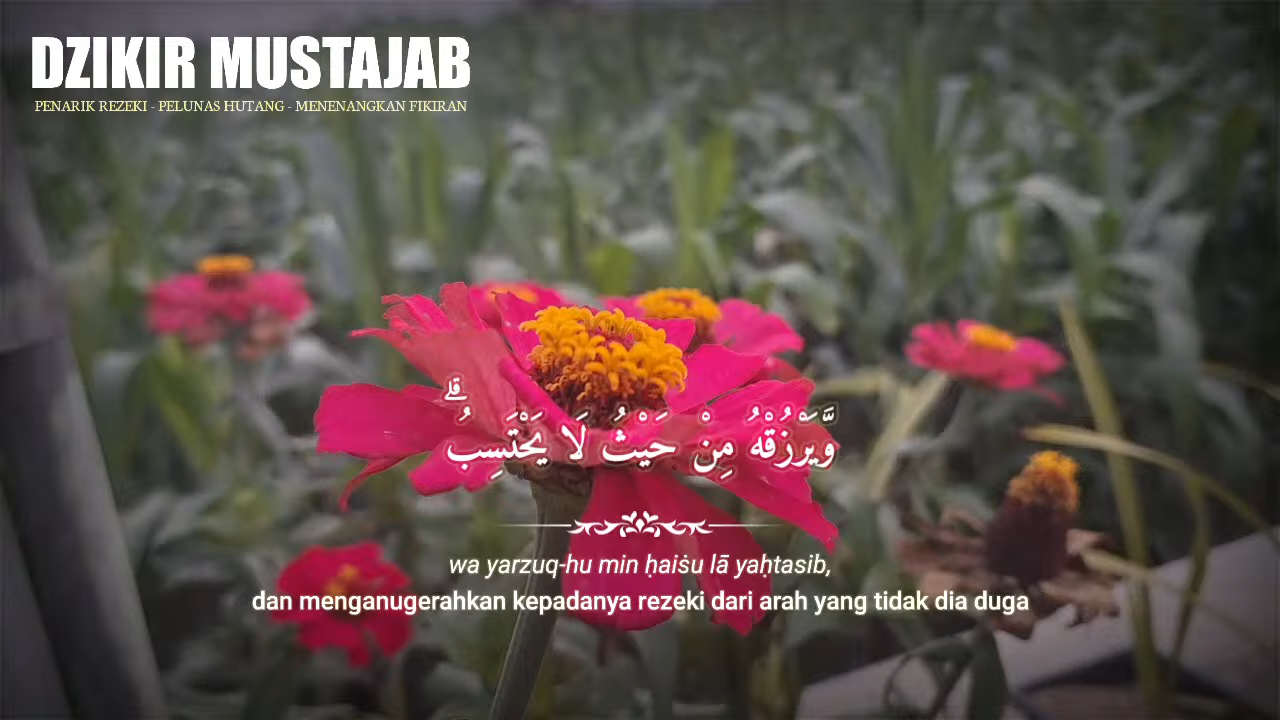 DZIKIR MUSTAJAB
PENARIK REZEKI - PELUNAS HUTANG - MENENANGKAN FIKIRAN
وَّيَرْزُقْهُ مِنْ حَيْثُ لَا يَحْتَسِبُ ۗ
wa yarzuq-hu min ḥaiṡu lā yaḥtasib,
dan menganugerahkan kepadanya rezeki dari arah yang tidak dia duga